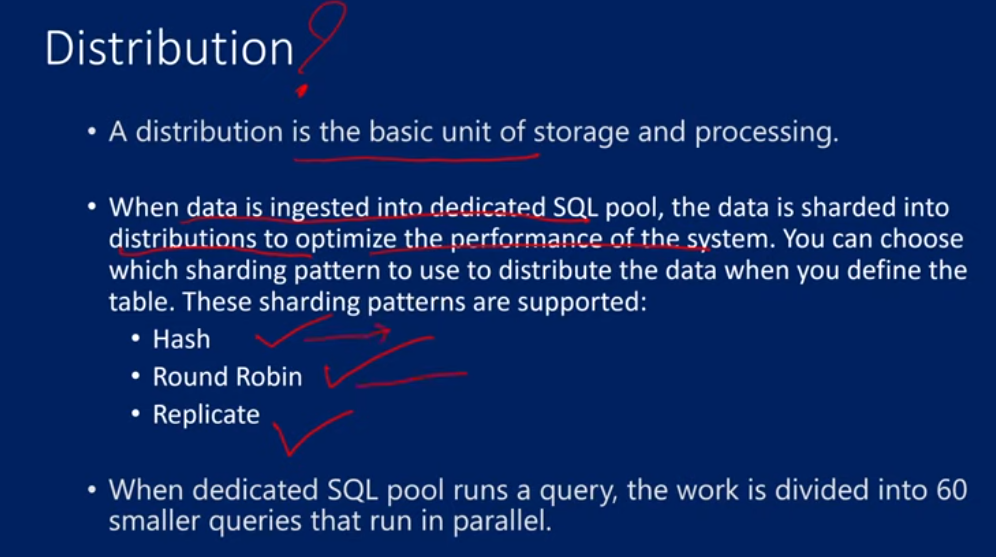 Distribution?
• A distribution is the basic unit of storage and processing.
• When data is ingested into dedicated SQL pool, the data is sharded into
distributions to optimize the performance of the system. You can choose
which sharding pattern to use to distribute the data when you define the
table. These sharding patterns are supported:
• Hash
• Round Robin
• Replicate
• When dedicated SQL pool runs a query, the work is divided into 60
smaller queries that run in parallel.